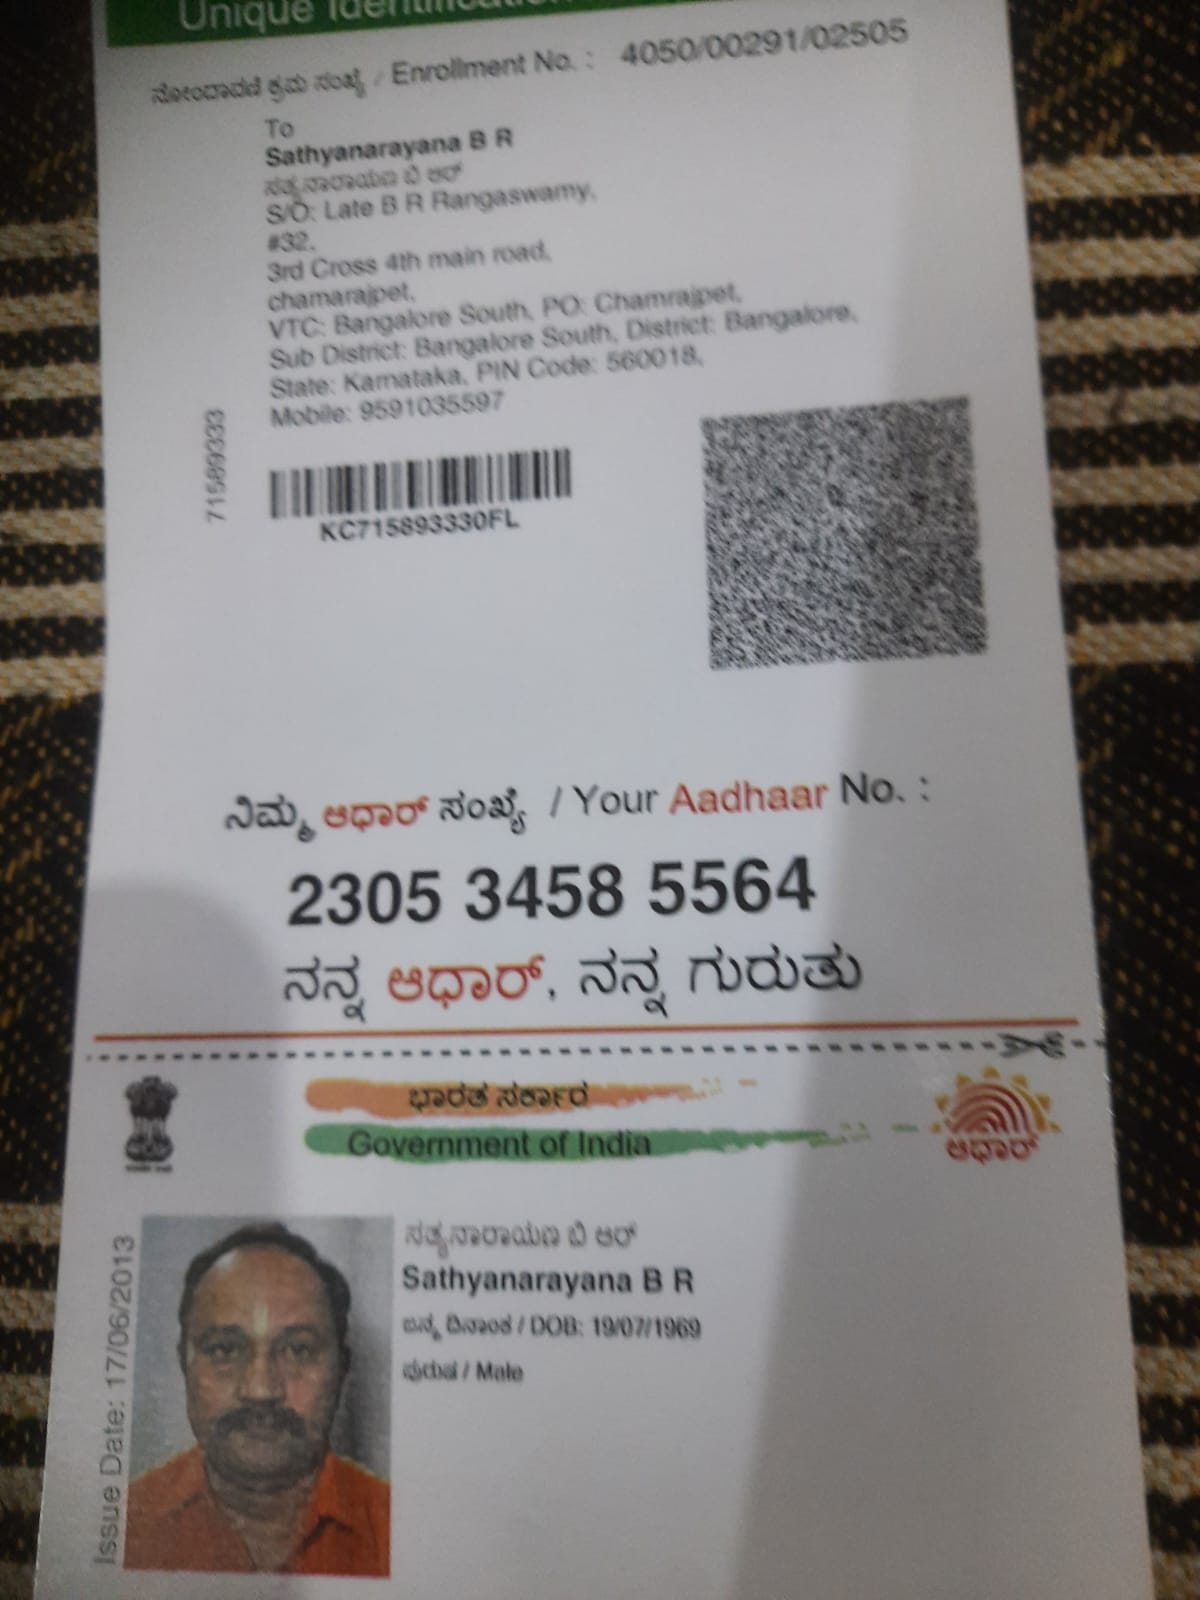 Unique Identification
ನೋಂದಾವಣಿ ಕ್ರಮ ಸಂಖ್ಯೆ / Enrollment No. : 4050/00291/02505
To
Sathyanarayana B R
ಸತ್ಯನಾರಾಯಣ ಬಿ ಆರ್
S/O: Late B R Rangaswamy,
#32,
3rd Cross 4th main road,
chamarajpet,
VTC: Bangalore South, PO: Chamrajpet,
Sub District: Bangalore South, District: Bangalore,
State: Karnataka, PIN Code: 560018,
Mobile: 9591035597
71589333
KC715893330FL
ನಿಮ್ಮ ಆಧಾರ್ ಸಂಖ್ಯೆ / Your Aadhaar No. :
2305 3458 5564
ನನ್ನ ಆಧಾರ್, ನನ್ನ ಗುರುತು
ಭಾರತ ಸರ್ಕಾರ
Government of India
ಆಧಾರ್
ಸತ್ಯನಾರಾಯಣ ಬಿ ಆರ್
Sathyanarayana B R
ಜನ್ಮ ದಿನಾಂಕ / DOB: 19/07/1969
ಪುರುಷ / Male
Issue Date: 17/06/2013